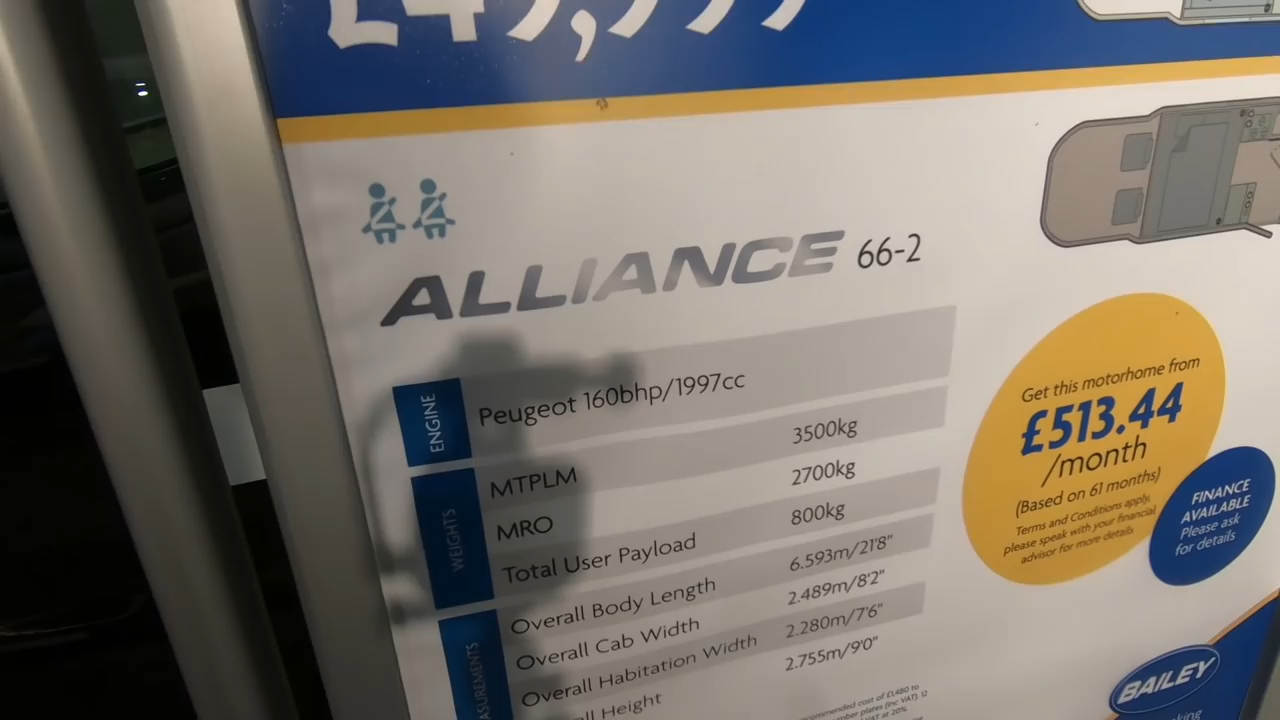 ALLIANCE 66-2
ENGINE
Peugeot 160bhp/1997cc
WEIGHTS
MTPLM 3500kg
MRO 2700kg
Total User Payload 800kg
Overall Body Length 6.593m/21'8"
Overall Cab Width 2.489m/8'2"
Overall Habitation Width 2.280m/7'6"
Height 2.755m/9'0"
Get this motorhome from
£513.44
/month
(Based on 61 months)
Terms and Conditions apply,
please speak with your financial
advisor for more details
FINANCE
AVAILABLE
Please ask
for details
BAILEY